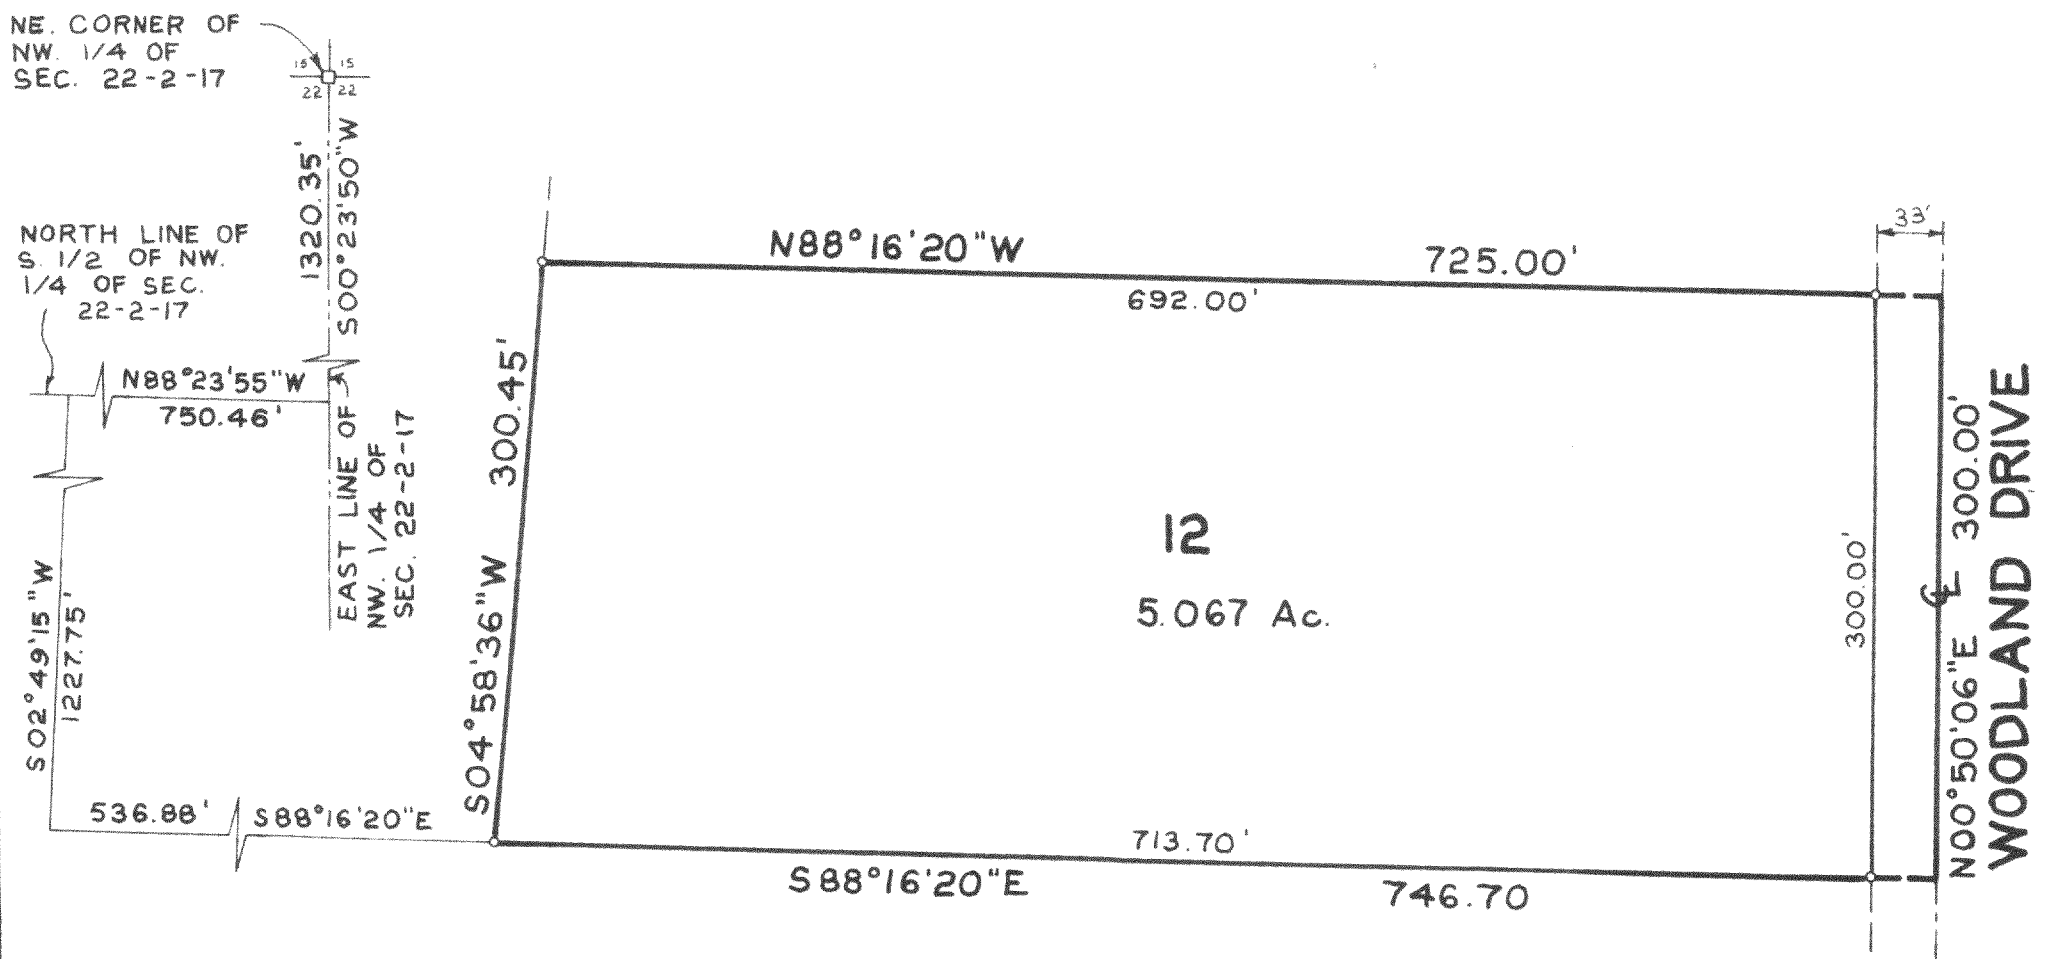 NE. CORNER OF
NW. 1/4 OF
SEC. 22-2-17
15 15
22 22
1320.35'
S00°23'50"W
NORTH LINE OF
S. 1/2 OF NW.
1/4 OF SEC.
22-2-17
N88°23'55"W
750.46'
EAST LINE OF
NW. 1/4 OF
SEC. 22-2-17
S02°49'15"W
1227.75'
536.88' S88°16'20"E
S04°58'36"W 300.45'
N88°16'20"W 725.00'
692.00'
33'
12
5.067 Ac.
300.00'
N00°50'06"E ℄ 300.00'
WOODLAND DRIVE
713.70'
S88°16'20"E 746.70